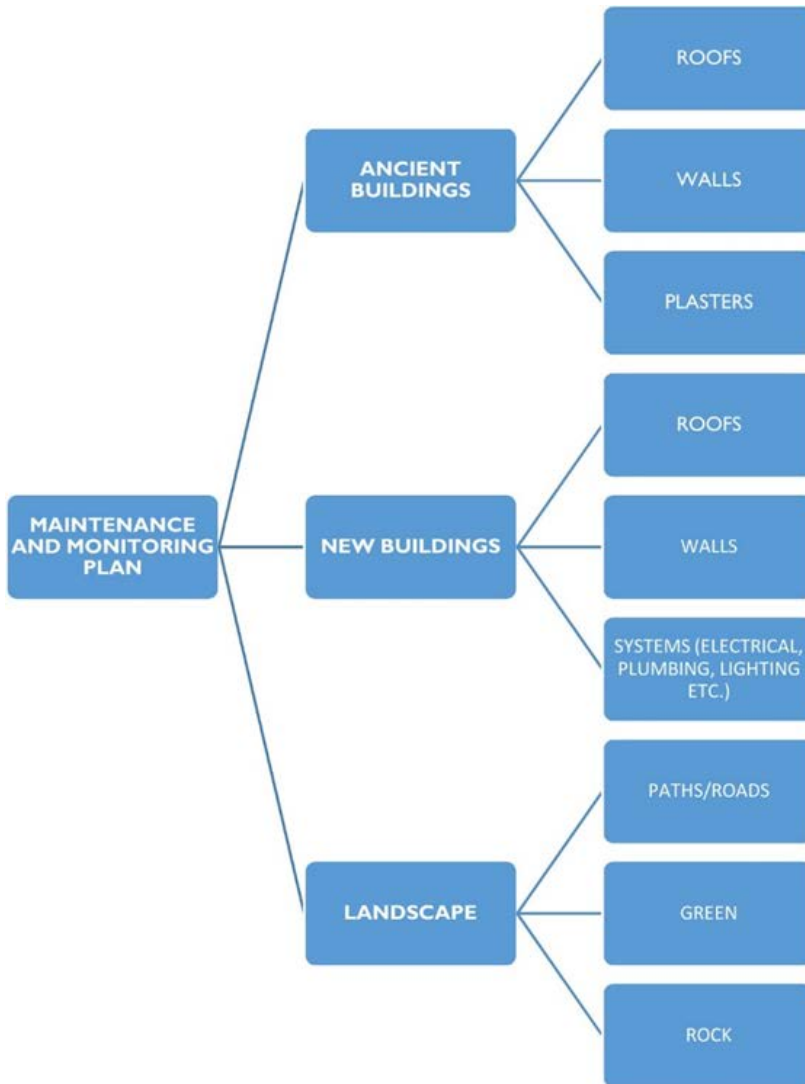 MAINTENANCE
AND MONITORING
PLAN
ANCIENT
BUILDINGS
ROOFS
WALLS
PLASTERS
NEW BUILDINGS
ROOFS
WALLS
SYSTEMS (ELECTRICAL,
PLUMBING, LIGHTING
ETC.)
LANDSCAPE
PATHS/ROADS
GREEN
ROCK